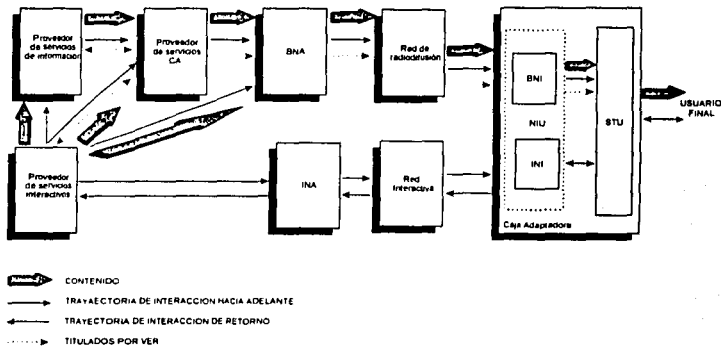 Proveedor
de servicios
de información
Proveedor
de servicios
CA
BNA
Red de
radiodifusión
BNI
NIU
INI
STU
USUARIO
FINAL
Caja Adaptadora
Proveedor
de servicios
interactivos
INA
Red
Interactiva
CONTENIDO
TRAYAECTORIA DE INTERACCION HACIA ADELANTE
TRAYECTORIA DE INTERACCION DE RETORNO
TITULADOS POR VER